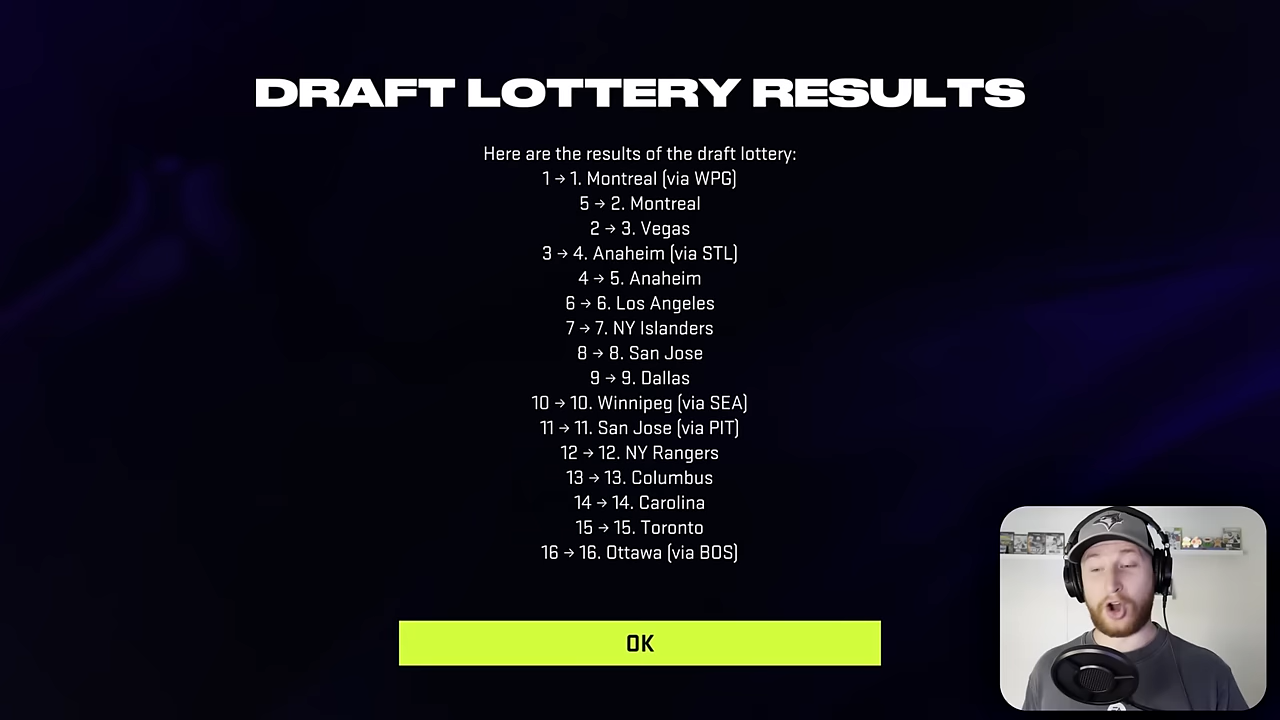 DRAFT LOTTERY RESULTS
Here are the results of the draft lottery:
1 → 1. Montreal (via WPG)
5 → 2. Montreal
2 → 3. Vegas
3 → 4. Anaheim (via STL)
4 → 5. Anaheim
6 → 6. Los Angeles
7 → 7. NY Islanders
8 → 8. San Jose
9 → 9. Dallas
10 → 10. Winnipeg (via SEA)
11 → 11. San Jose (via PIT)
12 → 12. NY Rangers
13 → 13. Columbus
14 → 14. Carolina
15 → 15. Toronto
16 → 16. Ottawa (via BOS)
OK